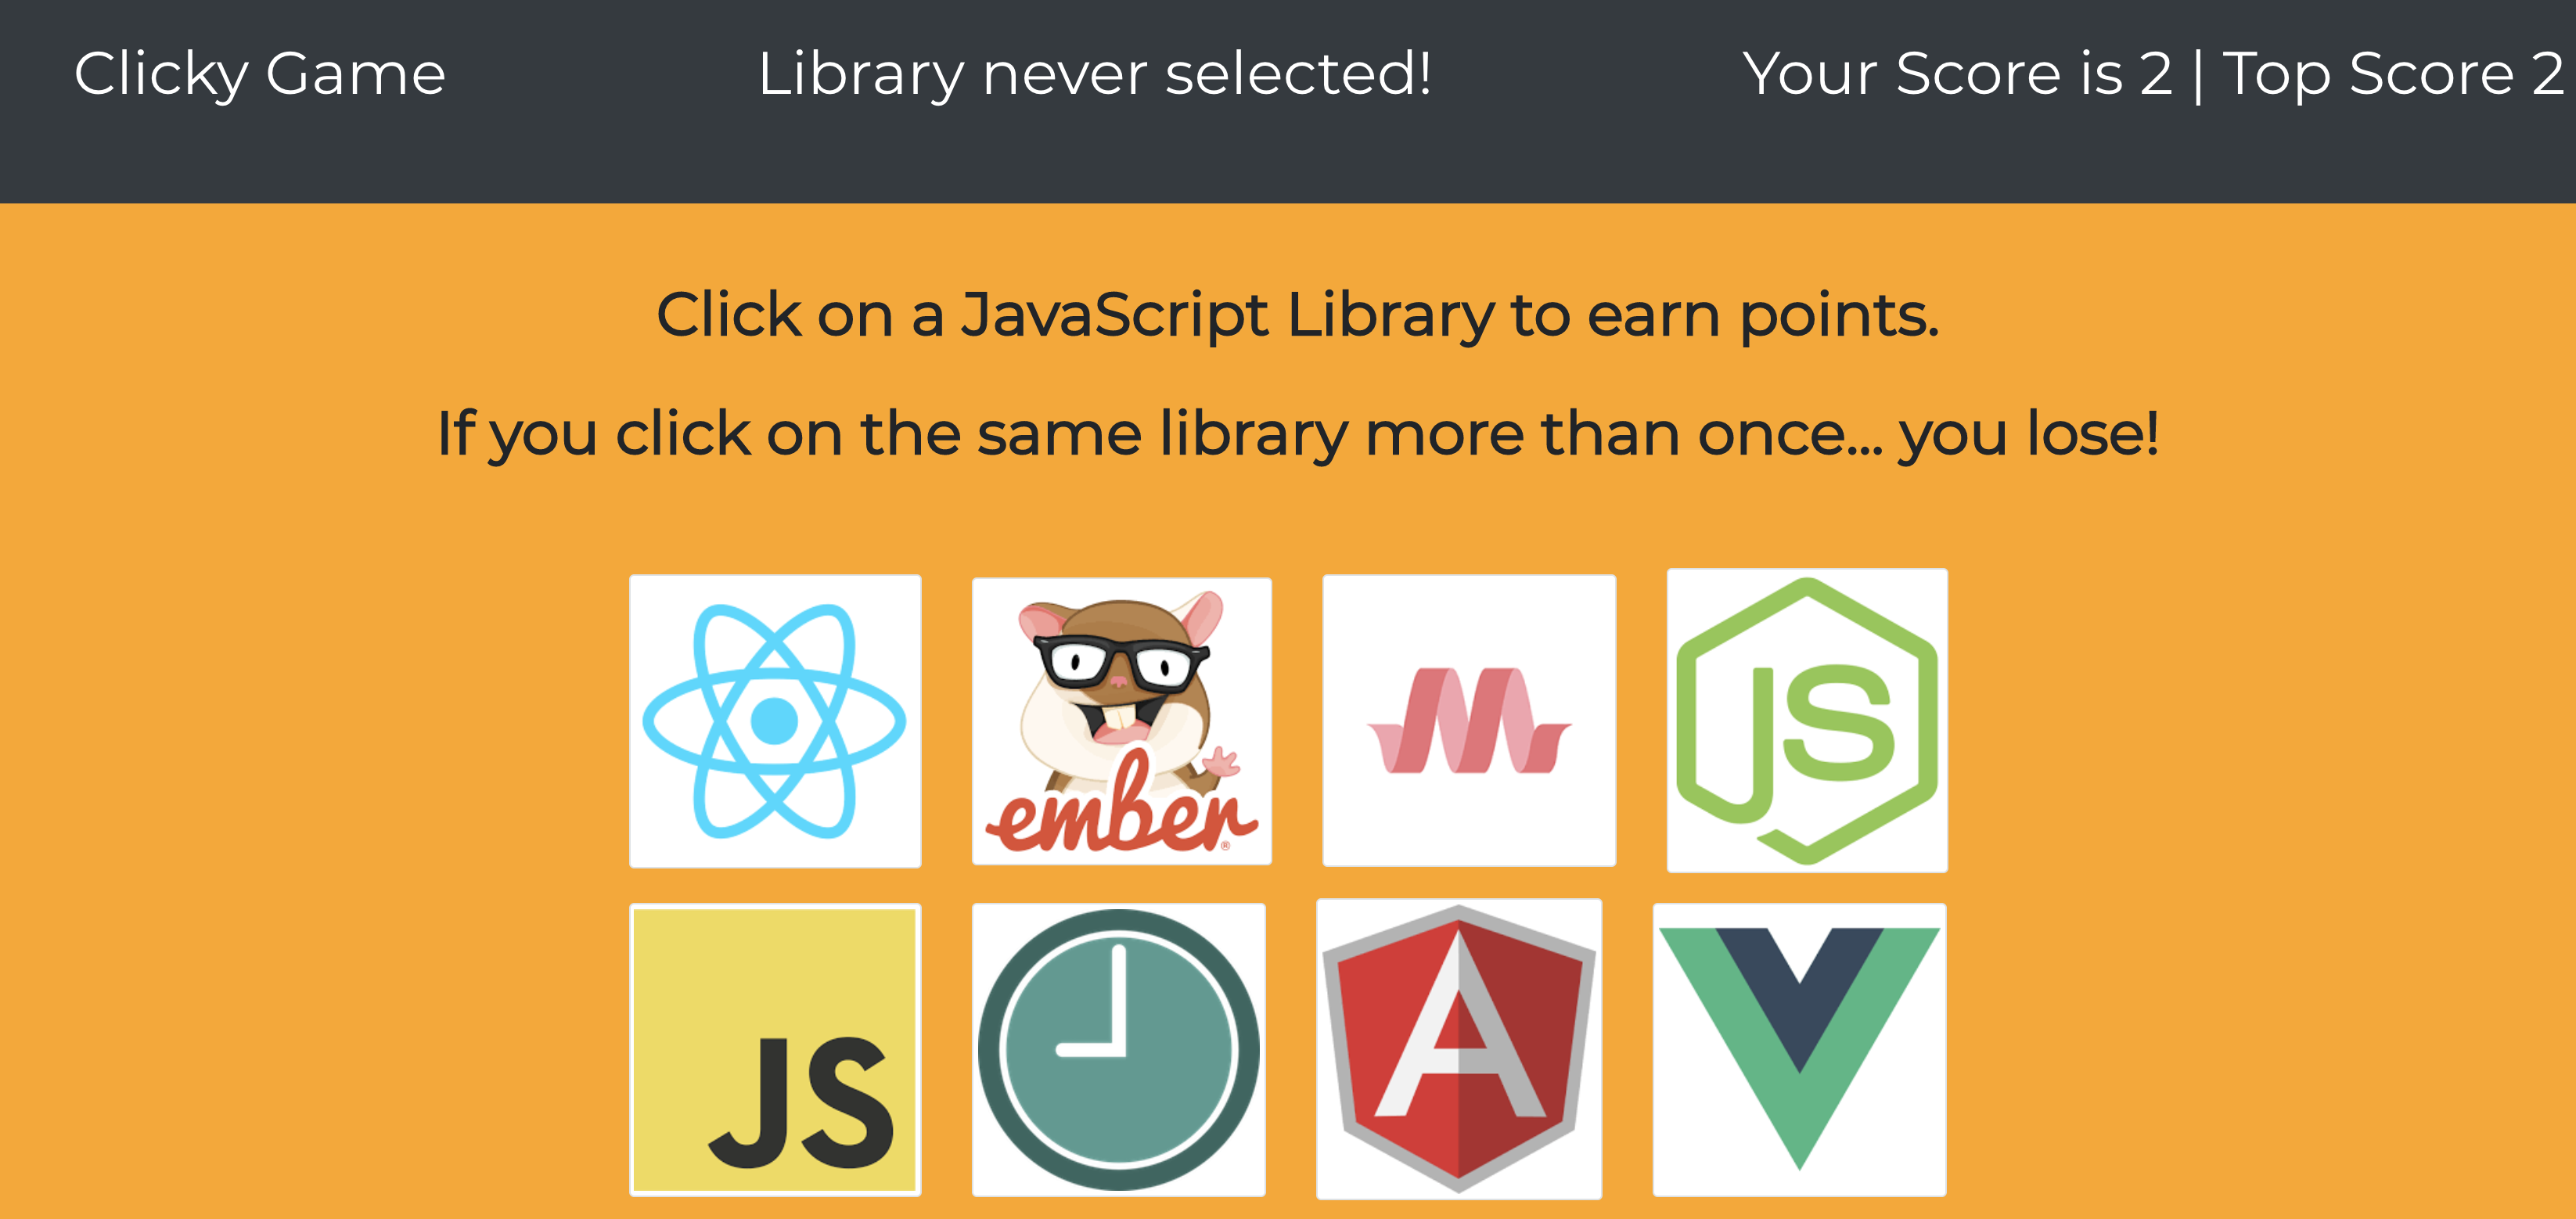 Clicky Game
Library never selected!
Your Score is 2 | Top Score 2
Click on a JavaScript Library to earn points.
If you click on the same library more than once... you lose!
ember®
JS
JS